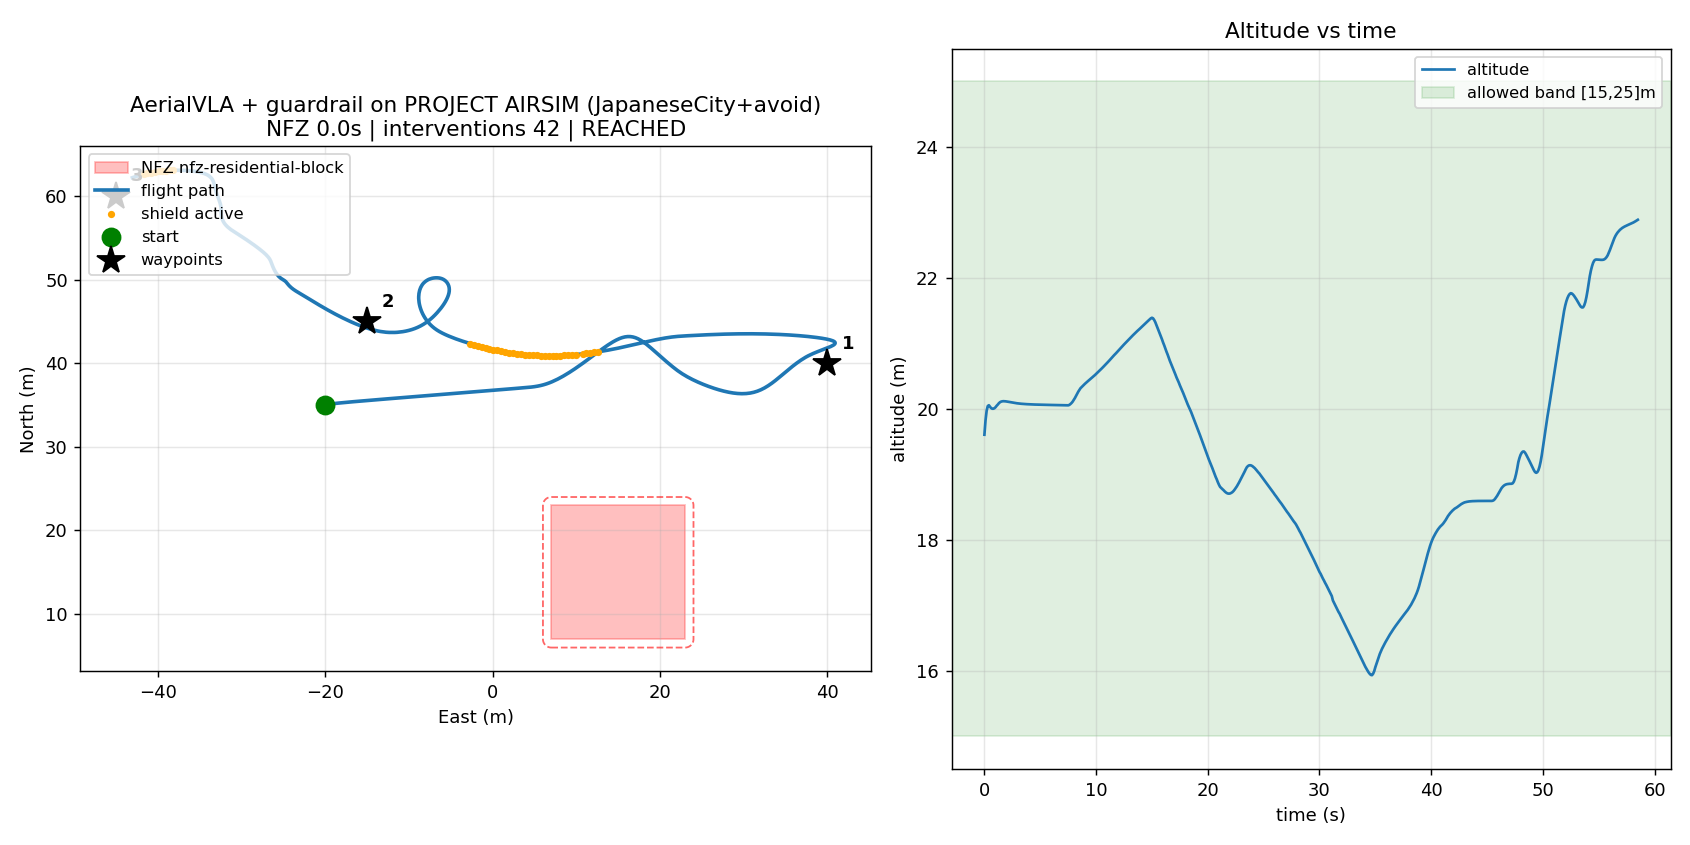 AerialVLA + guardrail on PROJECT AIRSIM (JapaneseCity+avoid)
NFZ 0.0s | interventions 42 | REACHED
NFZ nfz-residential-block
flight path
shield active
start
waypoints
3
2
1
60
50
40
30
20
10
−40
−20
0
20
40
East (m)
North (m)
Altitude vs time
altitude
allowed band [15,25]m
24
22
20
18
16
0
10
20
30
40
50
60
time (s)
altitude (m)